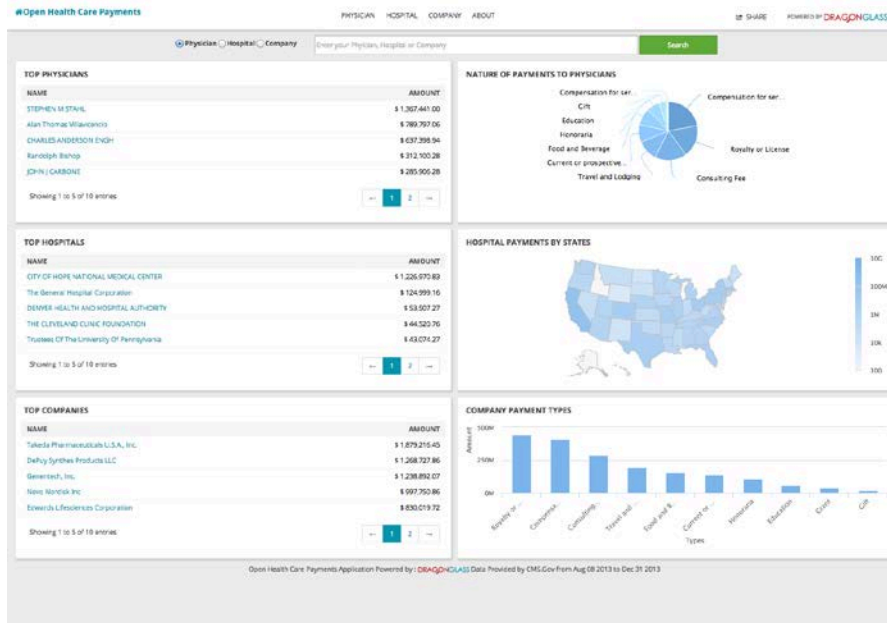 #Open Health Care Payments
PHYSICIAN HOSPITAL COMPANY ABOUT
SHARE POWERED BY DRAGONGLASS
Physician Hospital Company Enter your Physician, Hospital or Company Search
TOP PHYSICIANS
NAME AMOUNT
STEPHEN M STAHL $ 1,367,441.00
Alan Thomas Villavicencio $ 789,797.06
CHARLES ANDERSON ENGH $ 637,398.94
Randolph Bishop $ 312,100.28
JOHN J CARBONE $ 285,906.28
Showing 1 to 5 of 10 entries
← 1 2 →
NATURE OF PAYMENTS TO PHYSICIANS
Compensation for ser...
Gift
Education
Honoraria
Food and Beverage
Current or prospective...
Travel and Lodging
Compensation for ser...
Royalty or License
Consulting Fee
TOP HOSPITALS
NAME AMOUNT
CITY OF HOPE NATIONAL MEDICAL CENTER $ 1,226,970.83
The General Hospital Corporation $ 124,999.16
DENVER HEALTH AND HOSPITAL AUTHORITY $ 53,507.27
THE CLEVELAND CLINIC FOUNDATION $ 44,520.76
Trustees Of The University Of Pennsylvania $ 43,074.27
Showing 1 to 5 of 10 entries
← 1 2 →
HOSPITAL PAYMENTS BY STATES
10G
100M
1M
10k
100
TOP COMPANIES
NAME AMOUNT
Takeda Pharmaceuticals U.S.A., Inc. $ 1,879,216.45
DePuy Synthes Products LLC $ 1,268,727.86
Genentech, Inc. $ 1,238,892.07
Novo Nordisk Inc $ 997,750.86
Edwards Lifesciences Corporation $ 830,019.72
Showing 1 to 5 of 10 entries
← 1 2 →
COMPANY PAYMENT TYPES
Amount
500M
250M
0M
Royalty or ...
Compense...
Consulting...
Travel and ...
Food and B...
Current or ...
Honoraria
Education
Grant
Gift
Types
Open Health Care Payments Application Powered by : DRAGONGLASS Data Provided by CMS.Gov from Aug 08 2013 to Dec 31 2013